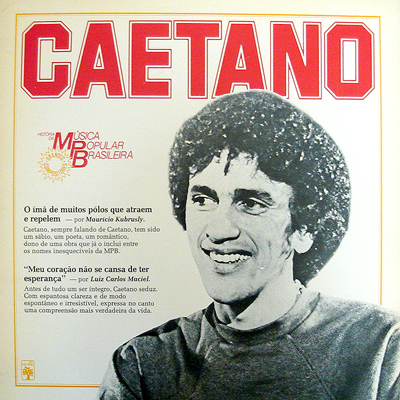 CAETANO
HISTÓRIA DA MÚSICA
POPULAR
BRASILEIRA
GRANDES
O ímã de muitos pólos que atraem
e repelem — por Maurício Kubrusly.
Caetano, sempre falando de Caetano, tem sido
um sábio, um poeta, um romântico,
dono de uma obra que já o inclui entre
os nomes inesquecíveis da MPB.
“Meu coração não se cansa de ter
esperança” — por Luiz Carlos Maciel.
Antes de tudo um ser íntegro, Caetano seduz.
Com espantosa clareza e de modo
espontâneo e irresistível, expressa no canto
uma compreensão mais verdadeira da vida.